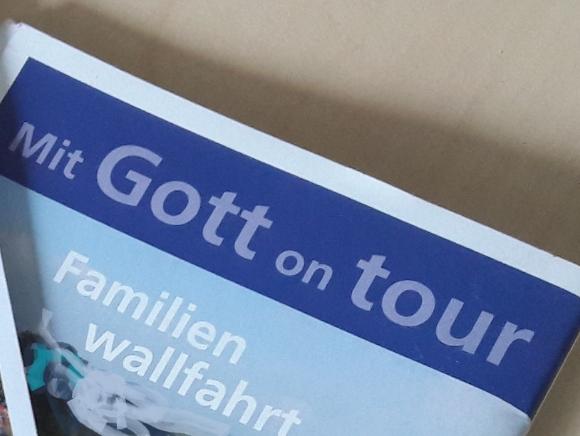 Mit Gott on tour
Familien
wallfahrt